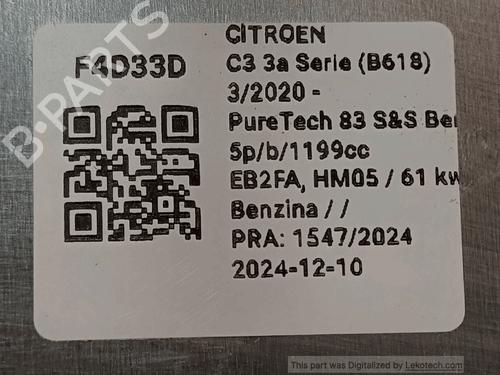 CITROEN
F4D33D
C3 3a Serie (B618)
3/2020 -
PureTech 83 S&S Ber
5p/b/1199cc
EB2FA, HM05 / 61 kw
Benzina / /
PRA: 1547/2024
2024-12-10
B-PARTS
This part was Digitalized by Lekotech.com